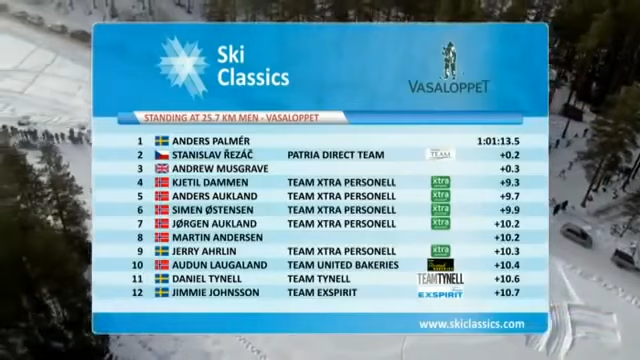 Ski
Classics
VASALOPPET
STANDING AT 25.7 KM MEN - VASALOPPET
1 ANDERS PALMÉR 1:01:13.5
2 STANISLAV ŘEZÁČ PATRIA DIRECT TEAM +0.2
3 ANDREW MUSGRAVE +0.3
4 KJETIL DAMMEN TEAM XTRA PERSONELL xtra +9.3
5 ANDERS AUKLAND TEAM XTRA PERSONELL xtra +9.7
6 SIMEN ØSTENSEN TEAM XTRA PERSONELL xtra +9.9
7 JØRGEN AUKLAND TEAM XTRA PERSONELL xtra +10.2
8 MARTIN ANDERSEN +10.2
9 JERRY AHRLIN TEAM XTRA PERSONELL xtra +10.3
10 AUDUN LAUGALAND TEAM UNITED BAKERIES +10.4
11 DANIEL TYNELL TEAM TYNELL TEAMTYNELL +10.6
12 JIMMIE JOHNSSON TEAM EXSPIRIT EXSPIRIT +10.7
www.skiclassics.com